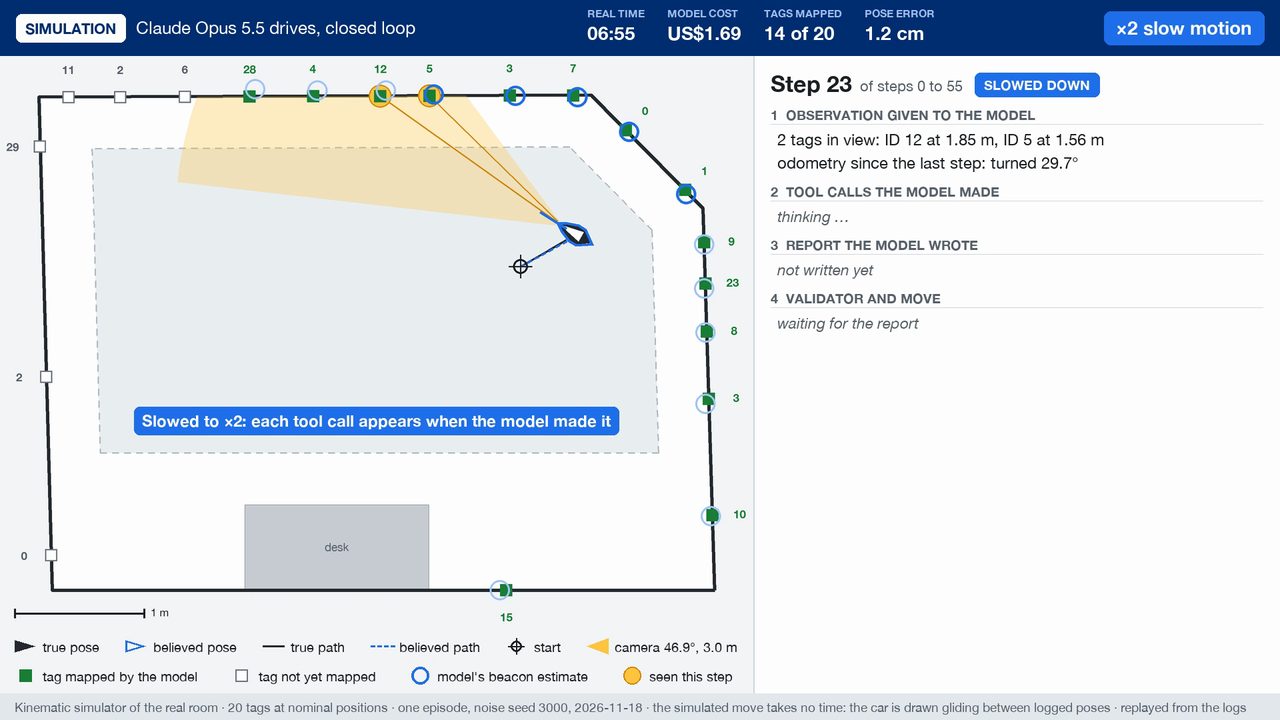 SIMULATION
Claude Opus 5.5 drives, closed loop
REAL TIME
06:55
MODEL COST
US$1.69
TAGS MAPPED
14 of 20
POSE ERROR
1.2 cm
×2 slow motion
11
2
6
28
4
12
5
3
7
0
1
29
9
23
8
2
3
10
0
15
Slowed to ×2: each tool call appears when the model made it
desk
1 m
true pose
believed pose
true path
believed path
start
camera 46.9°, 3.0 m
tag mapped by the model
tag not yet mapped
model's beacon estimate
seen this step
Step 23 of steps 0 to 55
SLOWED DOWN
1 OBSERVATION GIVEN TO THE MODEL
2 tags in view: ID 12 at 1.85 m, ID 5 at 1.56 m
odometry since the last step: turned 29.7°
2 TOOL CALLS THE MODEL MADE
thinking …
3 REPORT THE MODEL WROTE
not written yet
4 VALIDATOR AND MOVE
waiting for the report
Kinematic simulator of the real room · 20 tags at nominal positions · one episode, noise seed 3000, 2026-11-18 · the simulated move takes no time: the car is drawn gliding between logged poses · replayed from the logs